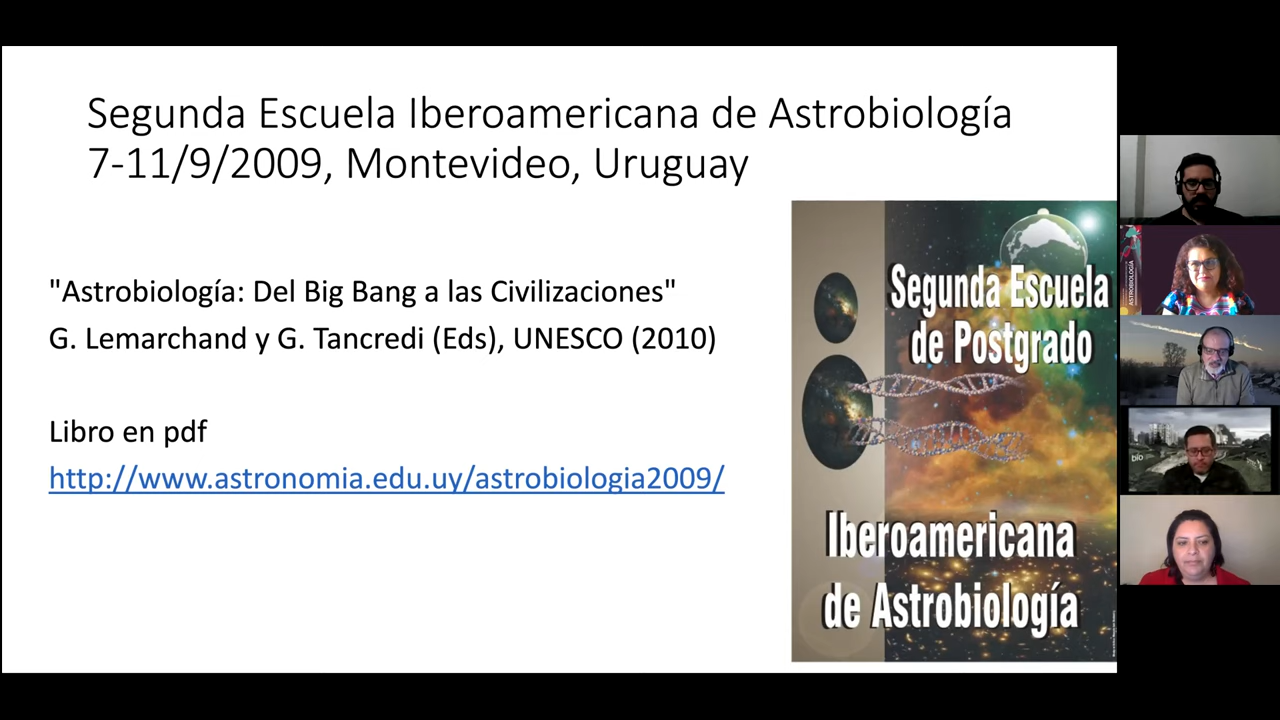 Segunda Escuela Iberoamericana de Astrobiología
7-11/9/2009, Montevideo, Uruguay
"Astrobiología: Del Big Bang a las Civilizaciones"
G. Lemarchand y G. Tancredi (Eds), UNESCO (2010)
Libro en pdf
http://www.astronomia.edu.uy/astrobiologia2009/
Segunda Escuela
de Postgrado
Iberoamericana
de Astrobiología
ASTROBIOLOGÍA
bio